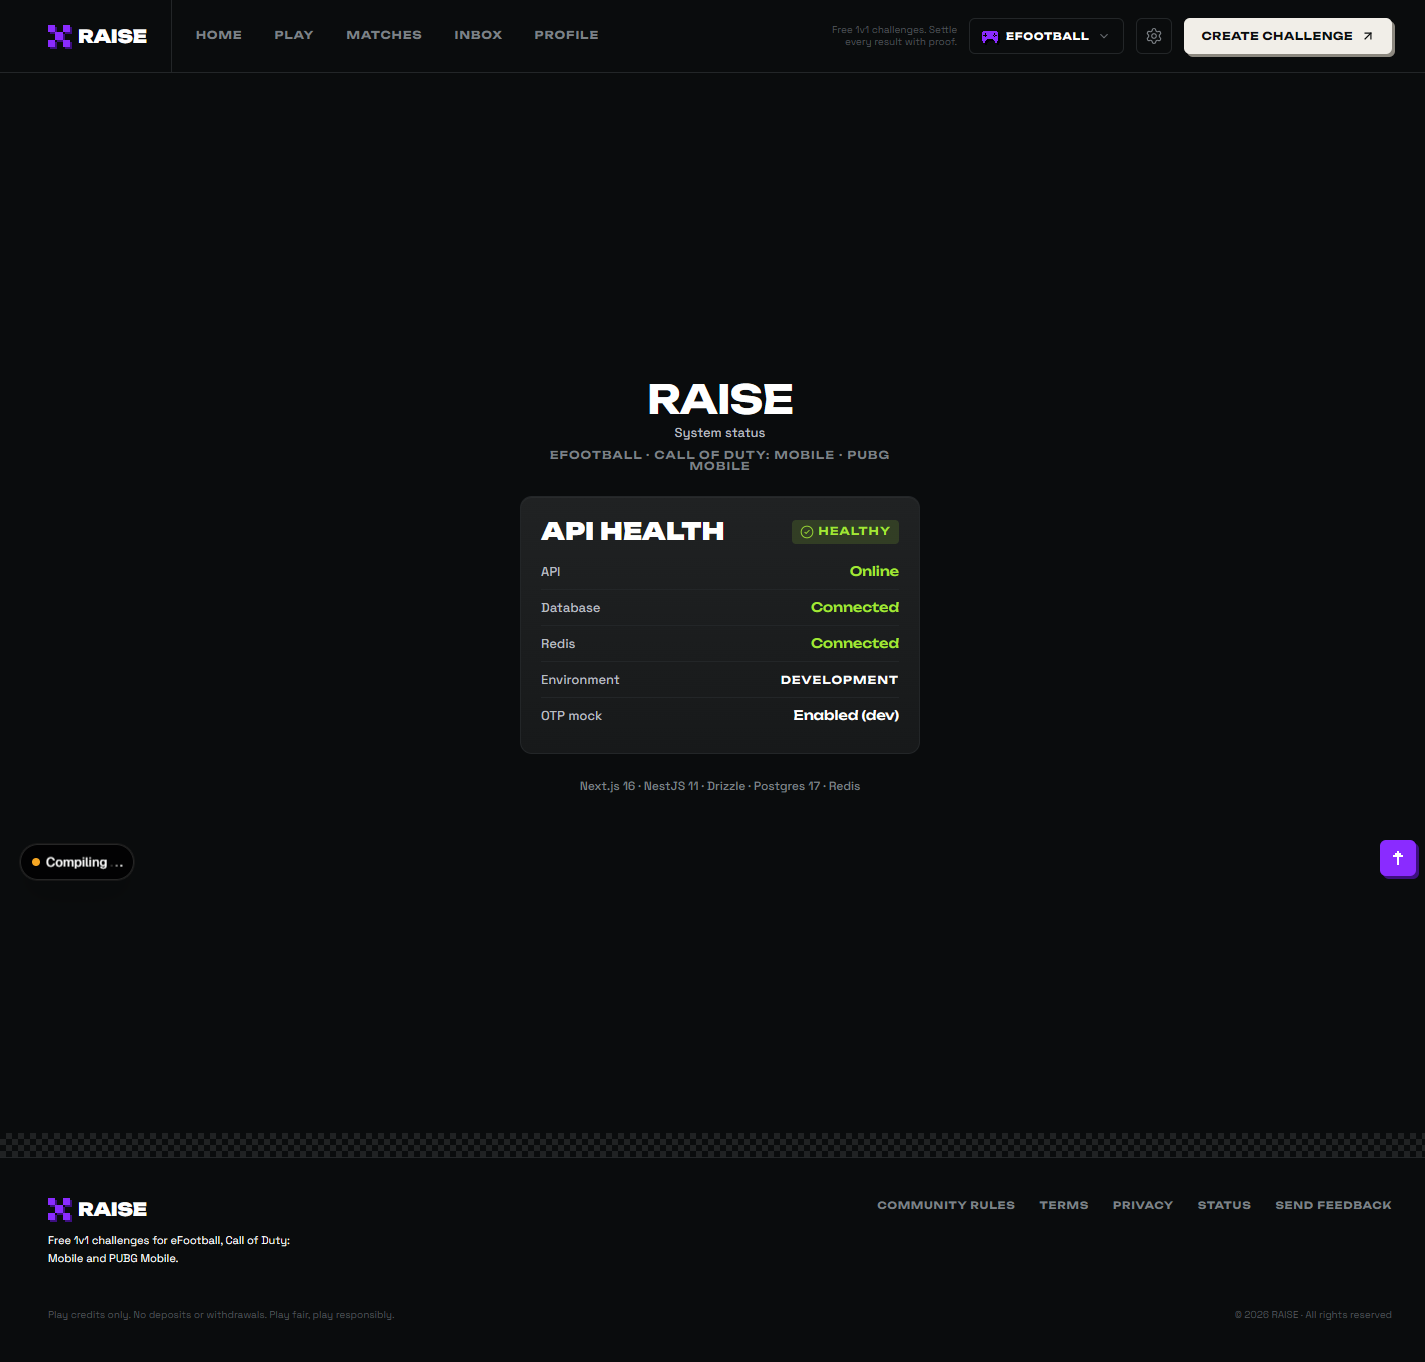 RAISE
HOME PLAY MATCHES INBOX PROFILE
Free 1v1 challenges. Settle
every result with proof.
EFOOTBALL
CREATE CHALLENGE
RAISE
System status
EFOOTBALL · CALL OF DUTY: MOBILE · PUBG
MOBILE
API HEALTH
HEALTHY
API Online
Database Connected
Redis Connected
Environment DEVELOPMENT
OTP mock Enabled (dev)
Next.js 16 · NestJS 11 · Drizzle · Postgres 17 · Redis
Compiling ...
RAISE
COMMUNITY RULES TERMS PRIVACY STATUS SEND FEEDBACK
Free 1v1 challenges for eFootball, Call of Duty:
Mobile and PUBG Mobile.
Play credits only. No deposits or withdrawals. Play fair, play responsibly.
© 2026 RAISE · All rights reserved